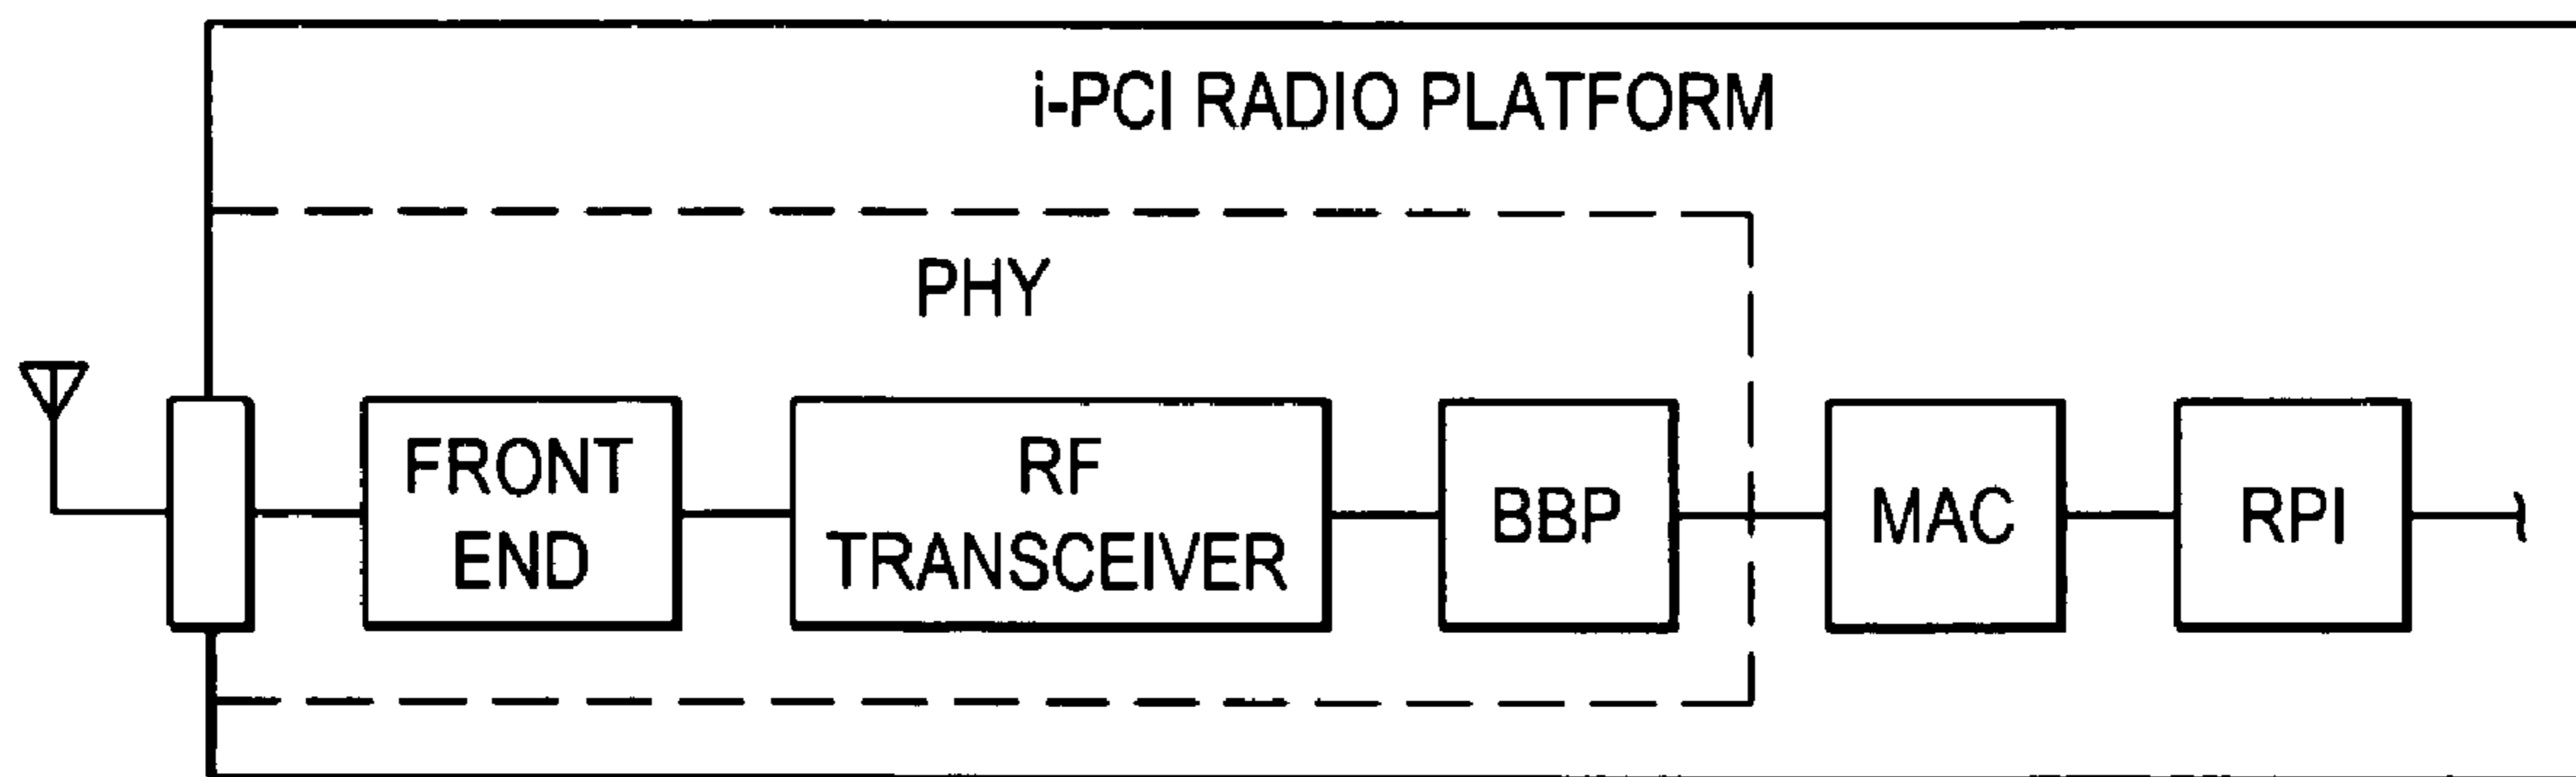 i-PCI RADIO PLATFORM
PHY
FRONT
END
RF
TRANSCEIVER
BBP
MAC
RPI